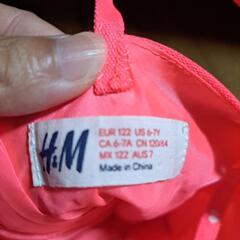 H&M
EUR 122 US 6-7Y
CA 6-7A CN 120/64
MX 122 AUS 7
Made in China